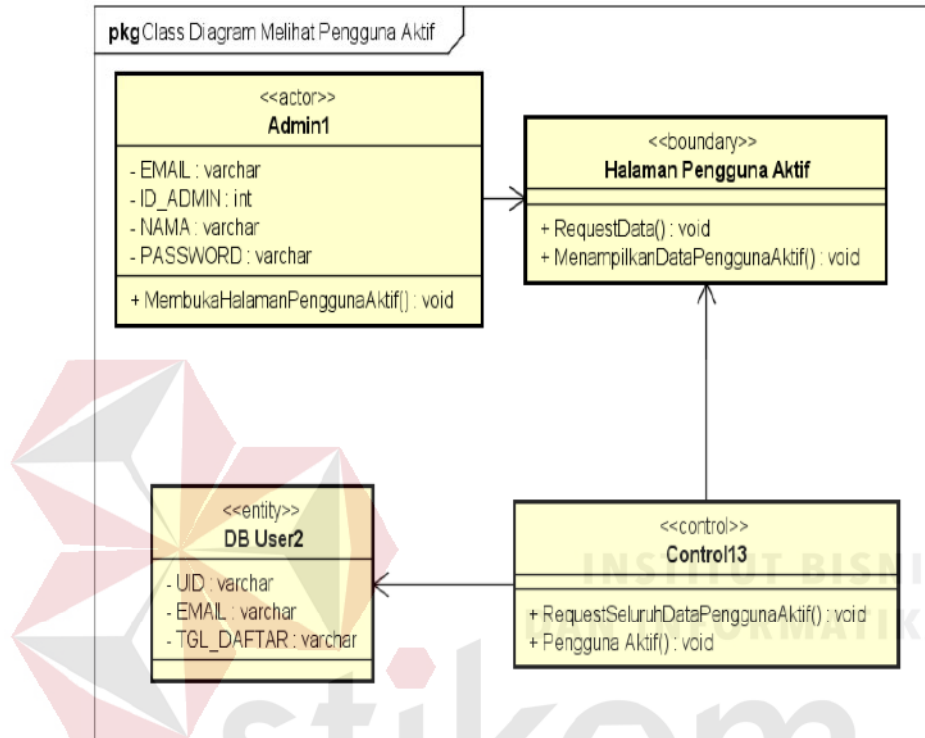 pkg Class Diagram Melihat Pengguna Aktif
<<actor>>
Admin1
- EMAIL : varchar
- ID_ADMIN : int
- NAMA : varchar
- PASSWORD : varchar
+ MembukaHalamanPenggunaAktif() : void
<<boundary>>
Halaman Pengguna Aktif
+ RequestData() : void
+ MenampilkanDataPenggunaAktif() : void
<<entity>>
DB User2
- UID : varchar
- EMAIL : varchar
- TGL_DAFTAR : varchar
<<control>>
Control13
+ RequestSeluruhDataPenggunaAktif() : void
+ Pengguna Aktif() : void
INSTITUT BISNI
INFORMATIK
stikom